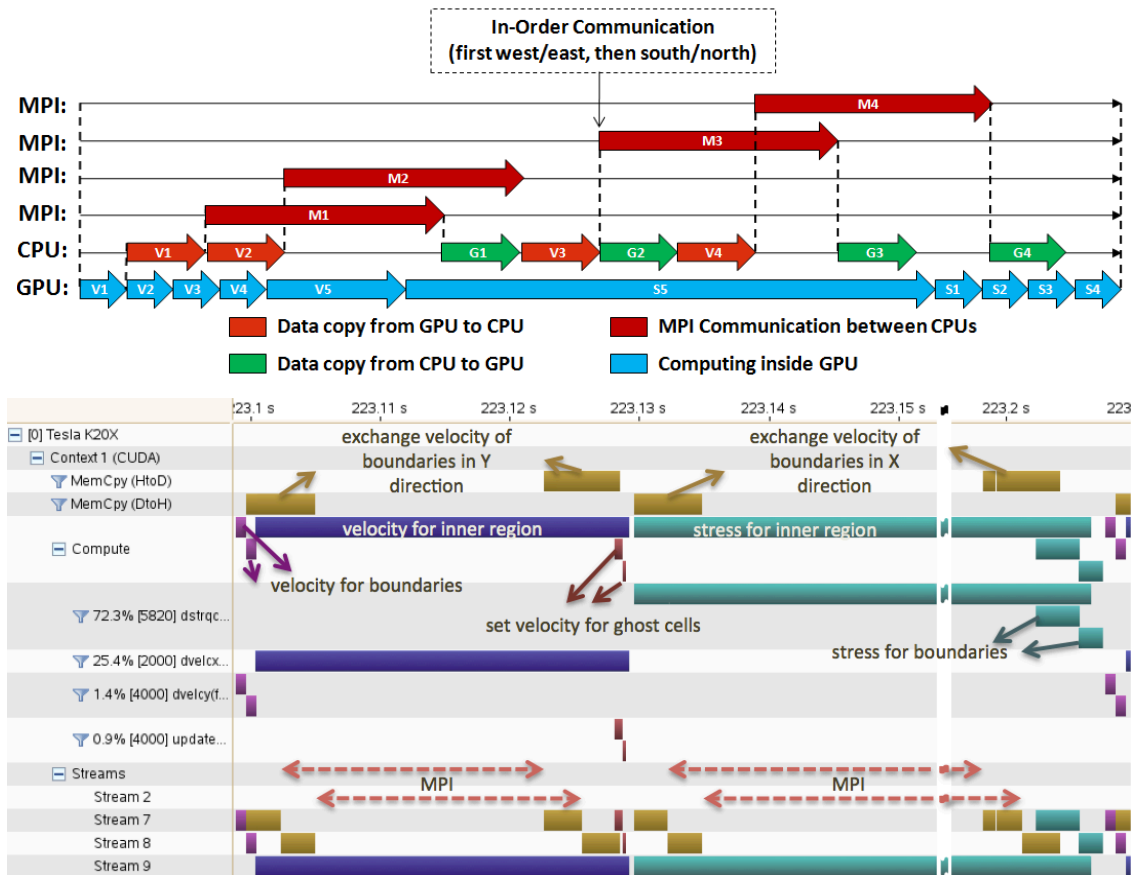 In-Order Communication
(first west/east, then south/north)
MPI: M4
MPI: M3
MPI: M2
MPI: M1
CPU: V1 V2 G1 V3 G2 V4 G3 G4
GPU: V1 V2 V3 V4 V5 S5 S1 S2 S3 S4
Data copy from GPU to CPU
MPI Communication between CPUs
Data copy from CPU to GPU
Computing inside GPU
223.1 s 223.11 s 223.12 s 223.13 s 223.14 s 223.15 s 223.2 s 223
[0] Tesla K20X
Context 1 (CUDA)
MemCpy (HtoD)
MemCpy (DtoH)
exchange velocity of
boundaries in Y
direction
exchange velocity of
boundaries in X
direction
Compute
velocity for inner region
stress for inner region
velocity for boundaries
set velocity for ghost cells
stress for boundaries
72.3% [5820] dstrqc...
25.4% [2000] dvelcx...
1.4% [4000] dvelcy(f...
0.9% [4000] update...
Streams
MPI MPI
Stream 2
Stream 7
Stream 8
Stream 9